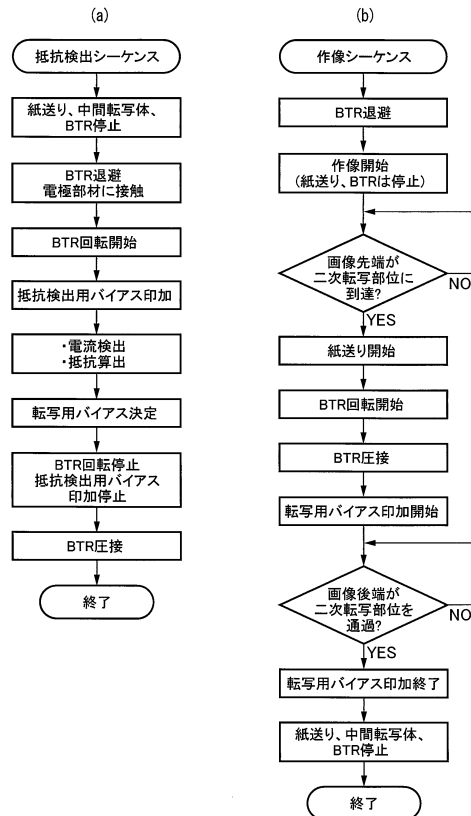 (a)
抵抗検出シーケンス
紙送り、中間転写体、
BTR停止
BTR退避
電極部材に接触
BTR回転開始
抵抗検出用バイアス印加
・電流検出
・抵抗算出
転写用バイアス決定
BTR回転停止
抵抗検出用バイアス
印加停止
BTR圧接
終了
(b)
作像シーケンス
BTR退避
作像開始
(紙送り、BTRは停止)
画像先端が
二次転写部位に
到達?
NO
YES
紙送り開始
BTR回転開始
BTR圧接
転写用バイアス印加開始
画像後端が
二次転写部位を
通過?
NO
YES
転写用バイアス印加終了
紙送り、中間転写体、
BTR停止
終了